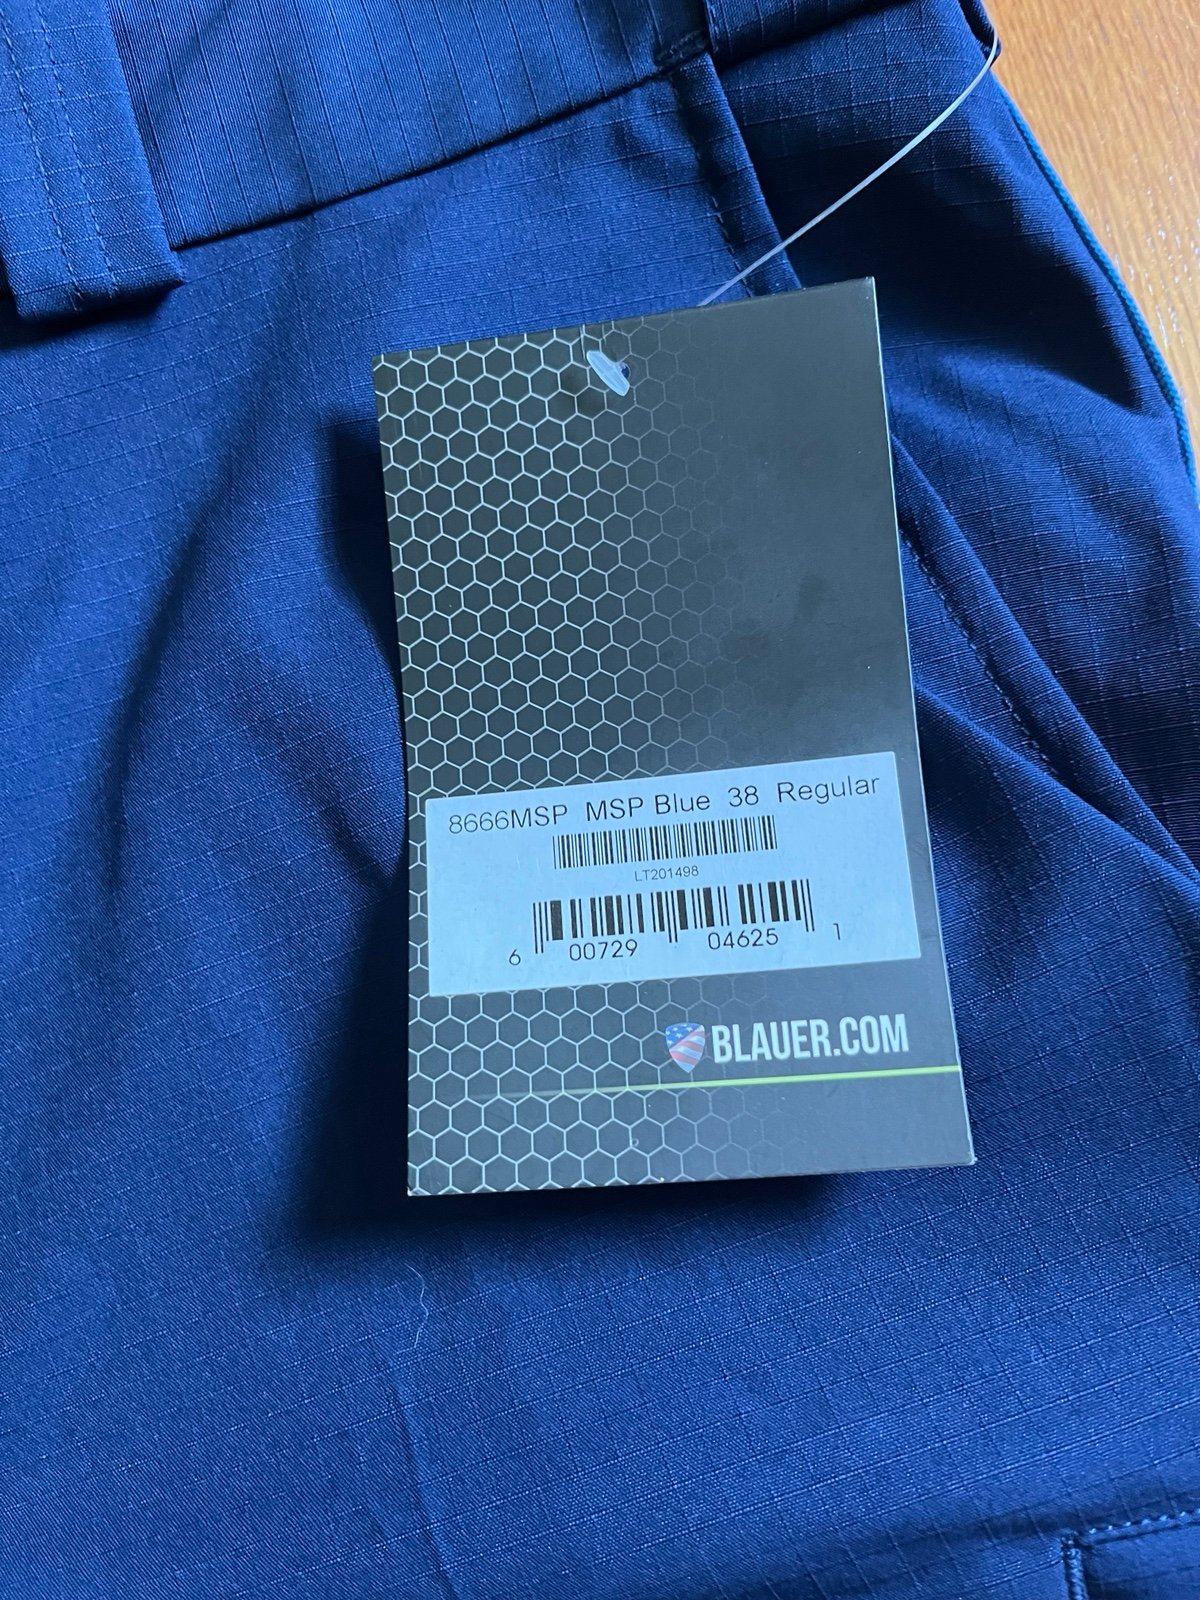 8666MSP MSP Blue 38 Regular
LT201498
6 00729 04625 1
BLAUER.COM